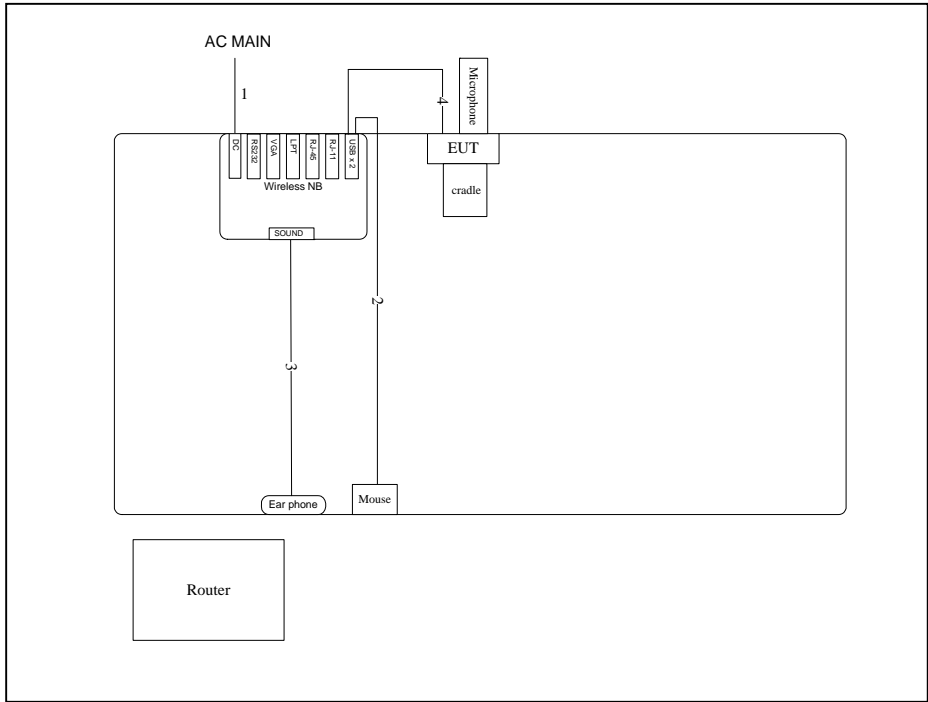 AC MAIN
1
4
Microphone
DC
RS232
VGA
LPT
RJ-45
RJ-11
USB x 2
EUT
Wireless NB
cradle
SOUND
2
3
Ear phone
Mouse
Router